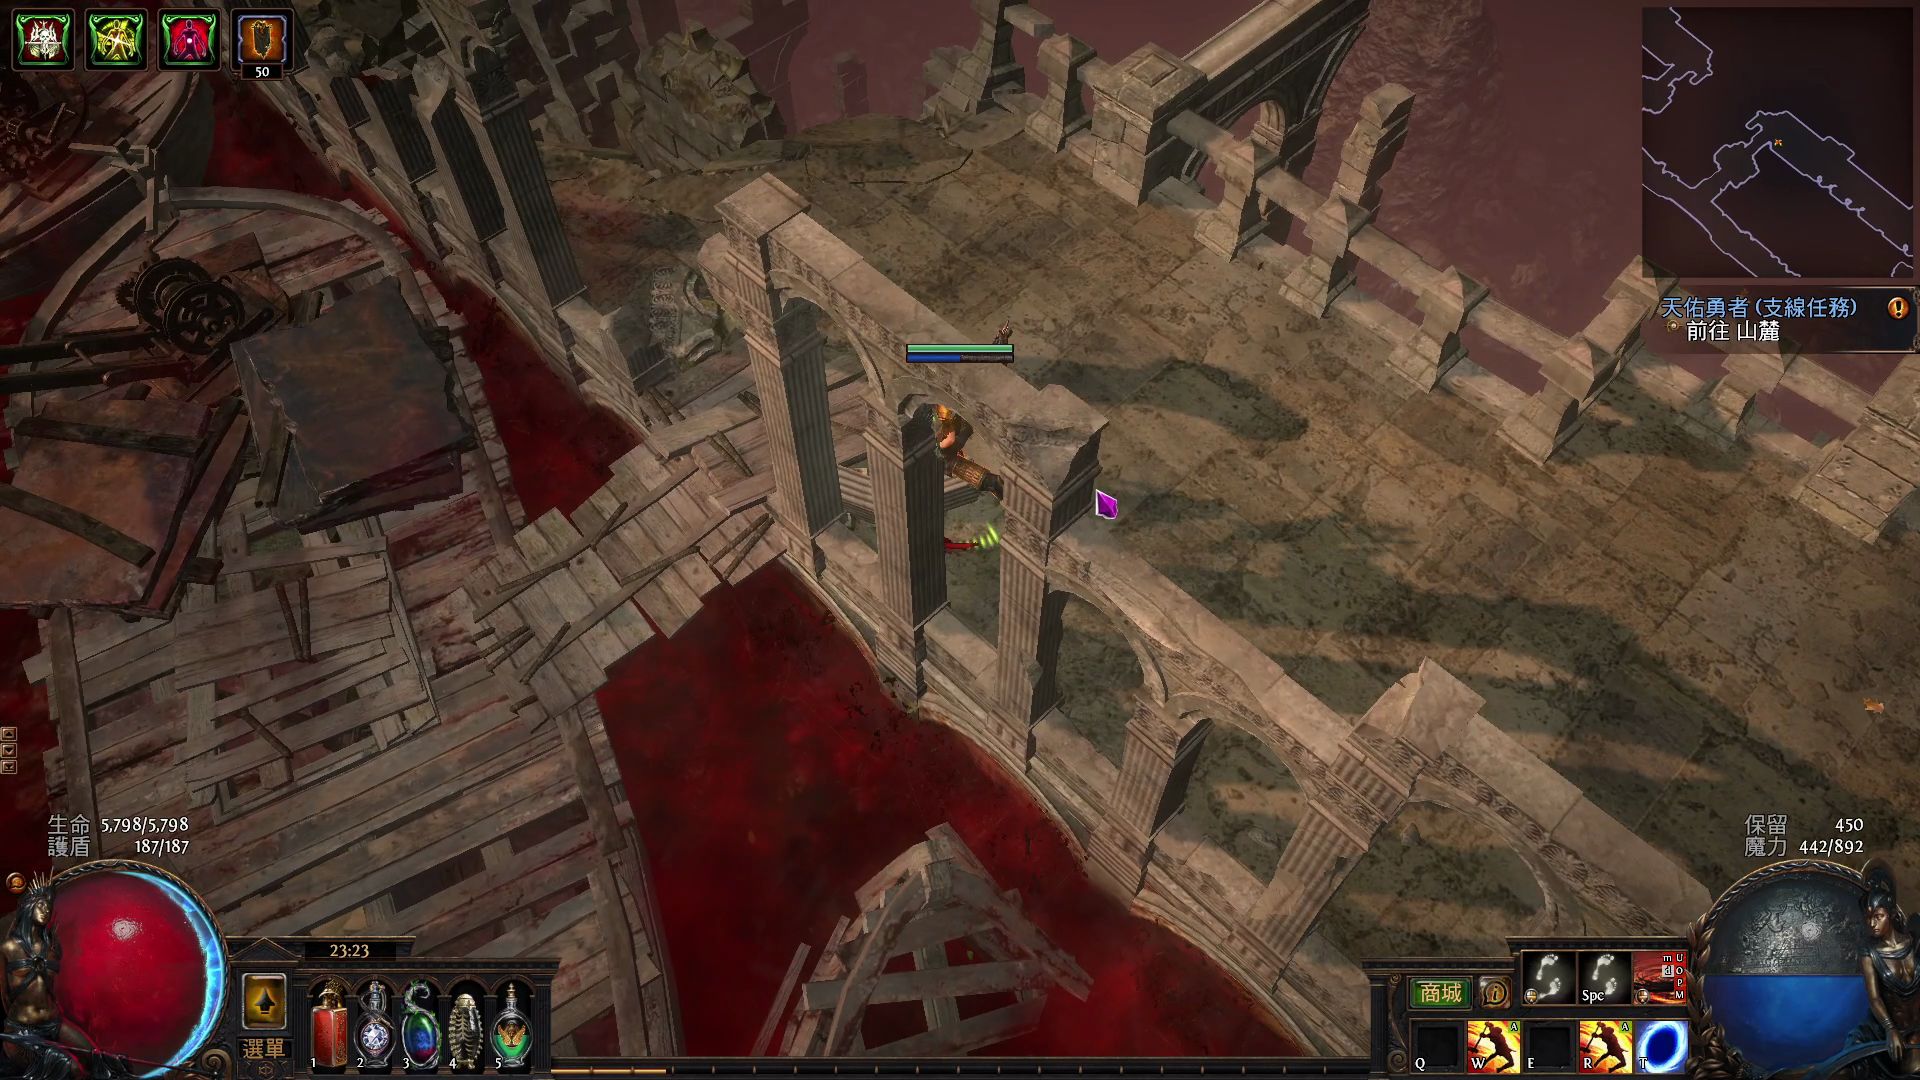 50
天佑勇者 (支線任務)
前往 山麓
生命 5,798/5,798
護盾 187/187
保留 450
魔力 442/892
23:23
選單
1 2 3 4 5
商城
Spc
m U
d O
P
M
Q W A E R A T